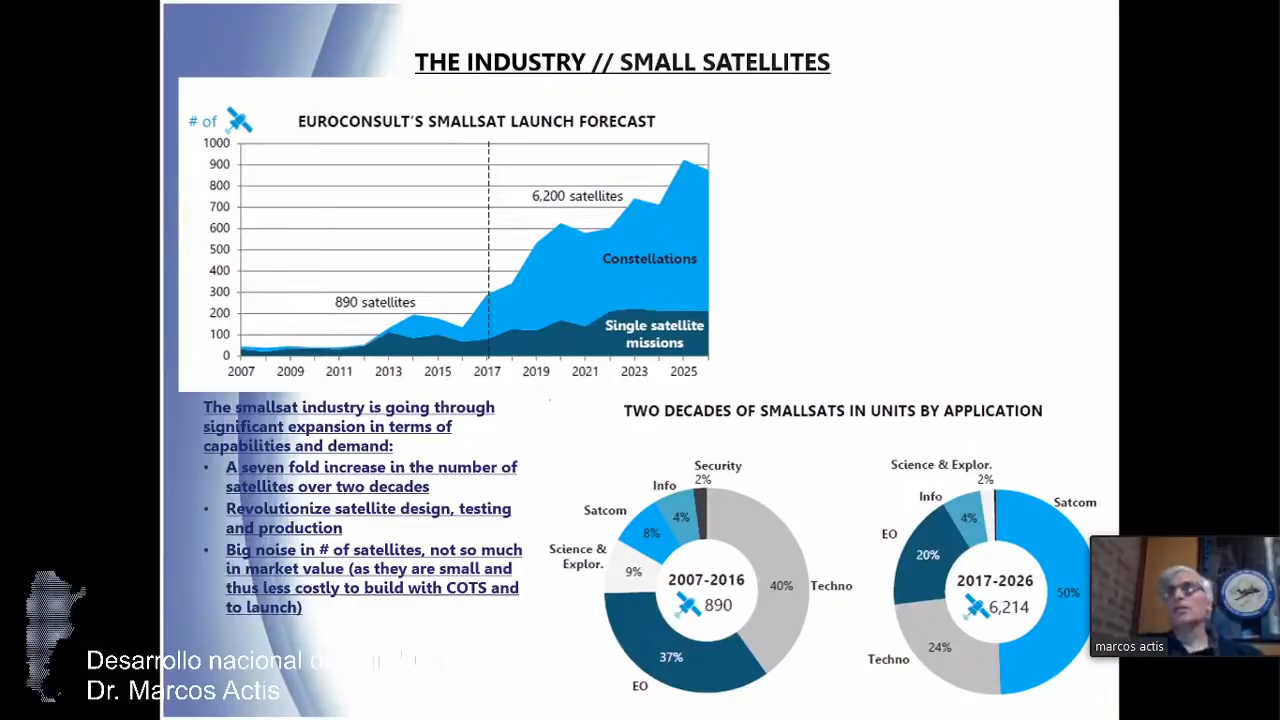 THE INDUSTRY // SMALL SATELLITES
# of
EUROCONSULT´S SMALLSAT LAUNCH FORECAST
1000
900
800
700
600
500
400
300
200
100
0
6,200 satellites
Constellations
890 satellites
Single satellite
missions
2007 2009 2011 2013 2015 2017 2019 2021 2023 2025
The smallsat industry is going through
significant expansion in terms of
capabilities and demand:
• A seven fold increase in the number of
satellites over two decades
• Revolutionize satellite design, testing
and production
• Big noise in # of satellites, not so much
in market value (as they are small and
thus less costly to build with COTS and
to launch)
TWO DECADES OF SMALLSATS IN UNITS BY APPLICATION
Security
2%
Info
4%
Satcom
8%
Science &
Explor.
9%
2007-2016
890
40%
Techno
37%
EO
Science & Explor.
2%
Info
4%
Satcom
EO
20%
2017-2026
6,214
50%
24%
Techno
marcos actis
Desarrollo nacional
Dr. Marcos Actis